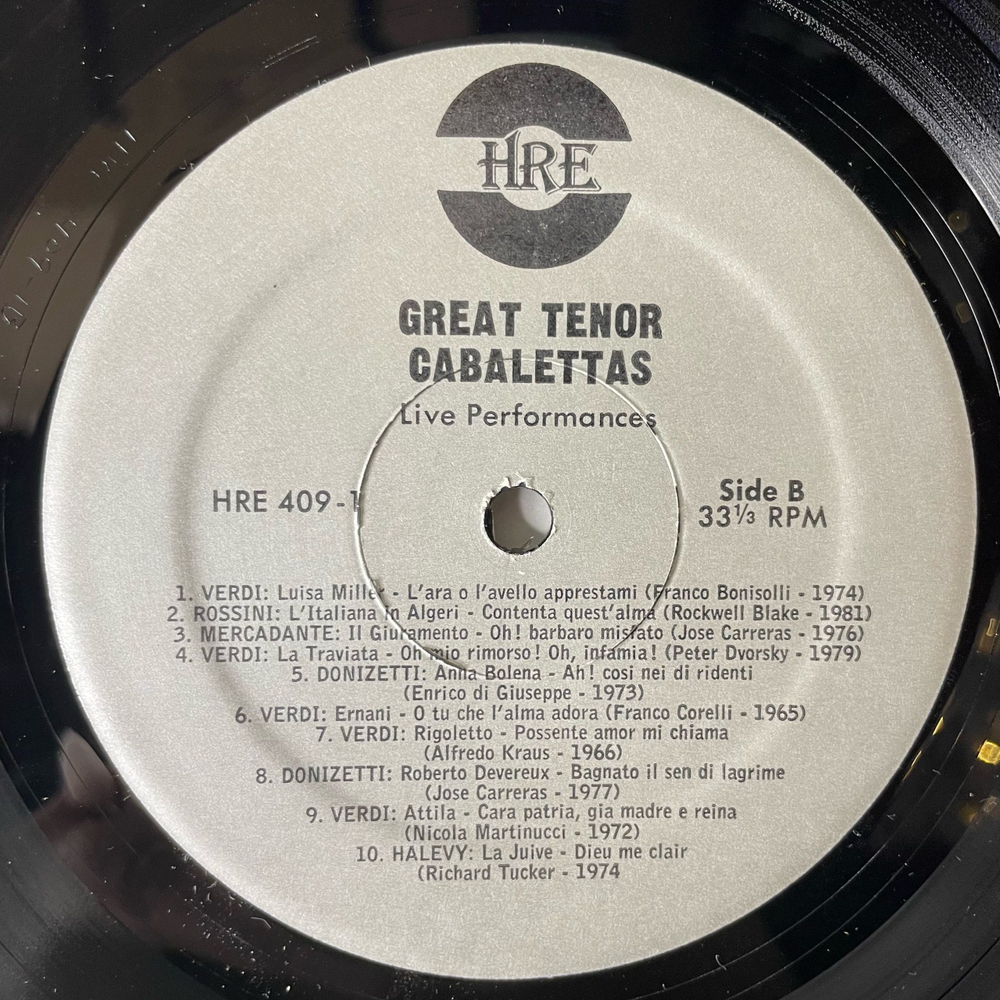 HRE
GREAT TENOR
CABALETTAS
Live Performances
HRE 409-1
Side B
33⅓ RPM
1. VERDI: Luisa Miller - L'ara o l'avello apprestami (Franco Bonisolli - 1974)
2. ROSSINI: L'Italiana in Algeri - Contenta quest'alma (Rockwell Blake - 1981)
3. MERCADANTE: Il Giuramento - Oh! barbaro misfato (Jose Carreras - 1976)
4. VERDI: La Traviata - Oh mio rimorso! Oh, infamia! (Peter Dvorsky - 1979)
5. DONIZETTI: Anna Bolena - Ah! cosi nei di ridenti
(Enrico di Giuseppe - 1973)
6. VERDI: Ernani - O tu che l'alma adora (Franco Corelli - 1965)
7. VERDI: Rigoletto - Possente amor mi chiama
(Alfredo Kraus - 1966)
8. DONIZETTI: Roberto Devereux - Bagnato il sen di lagrime
(Jose Carreras - 1977)
9. VERDI: Attila - Cara patria, gia madre e reina
(Nicola Martinucci - 1972)
10. HALEVY: La Juive - Dieu me clair
(Richard Tucker - 1974